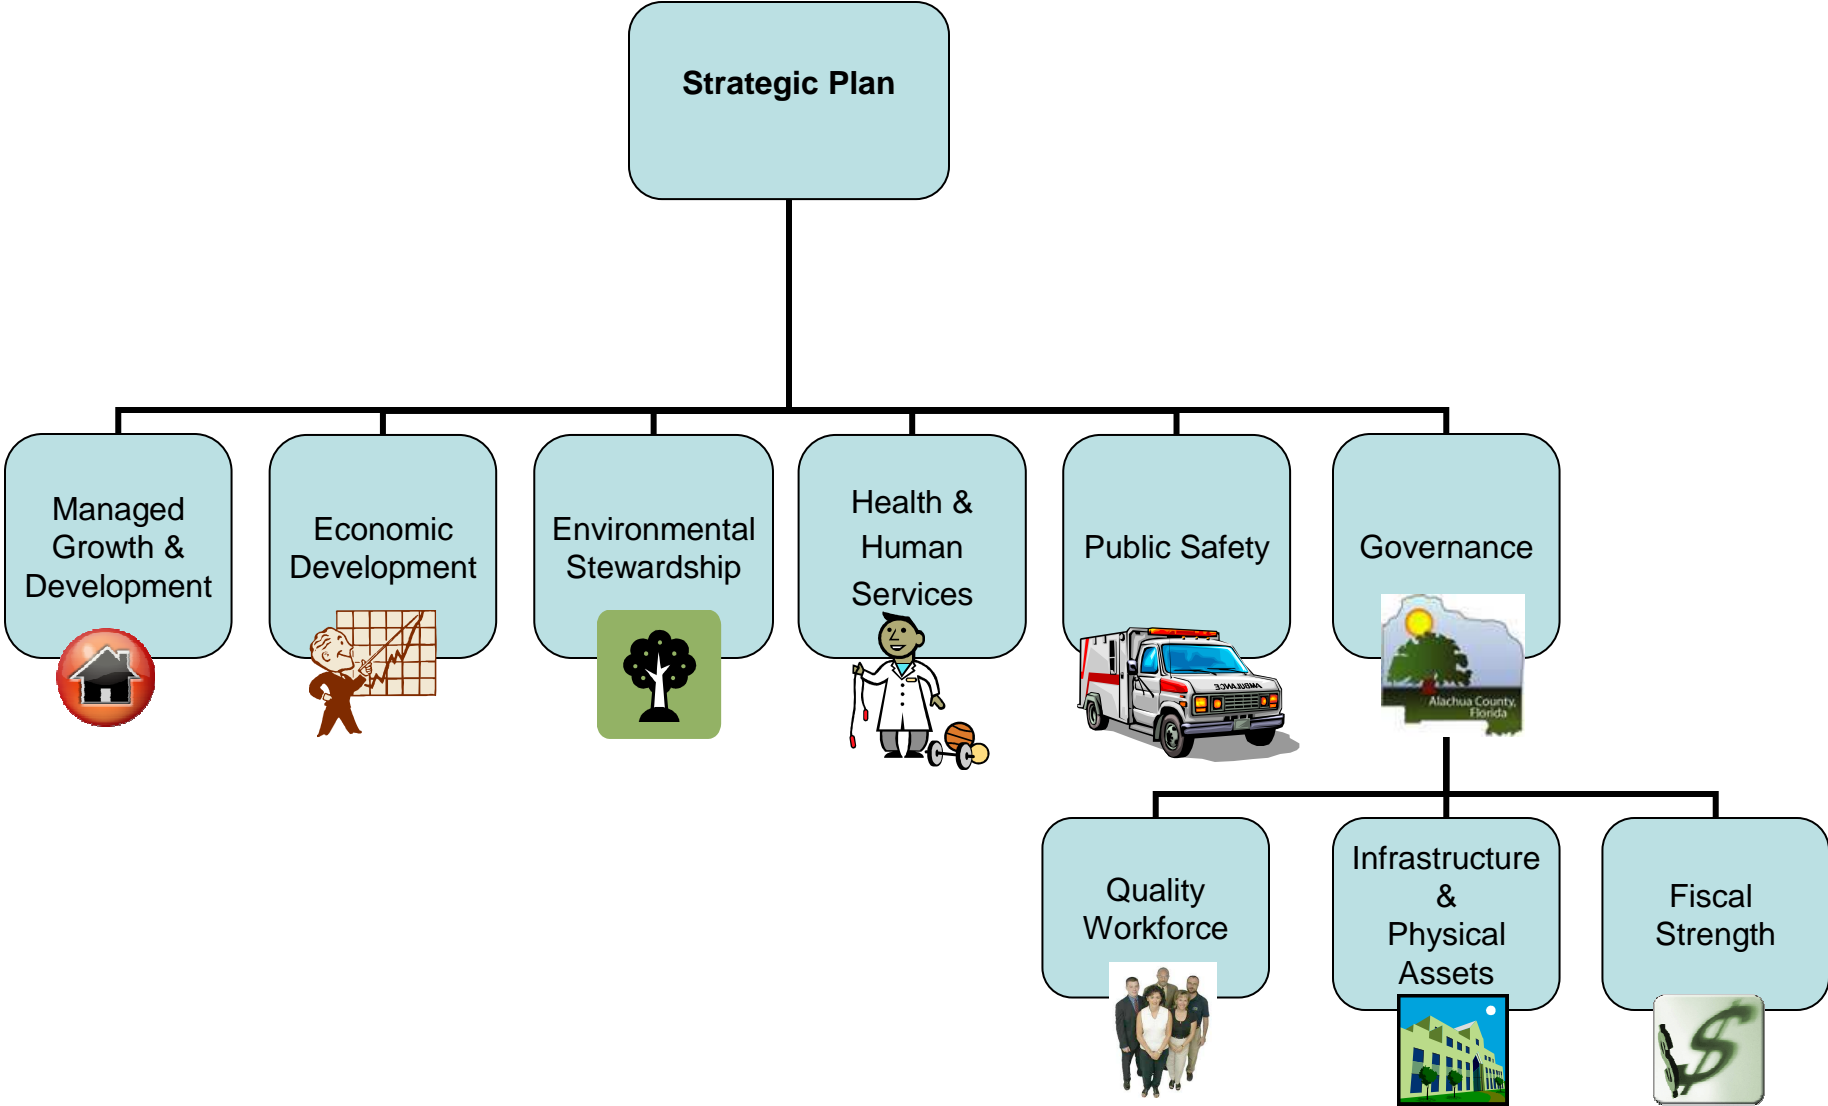 Strategic Plan
Managed
Growth &
Development
Economic
Development
Environmental
Stewardship
Health &
Human
Services
Public Safety
Governance
AMBULANCE
Alachua County,
Florida
Quality
Workforce
Infrastructure
&
Physical
Assets
Fiscal
Strength
$